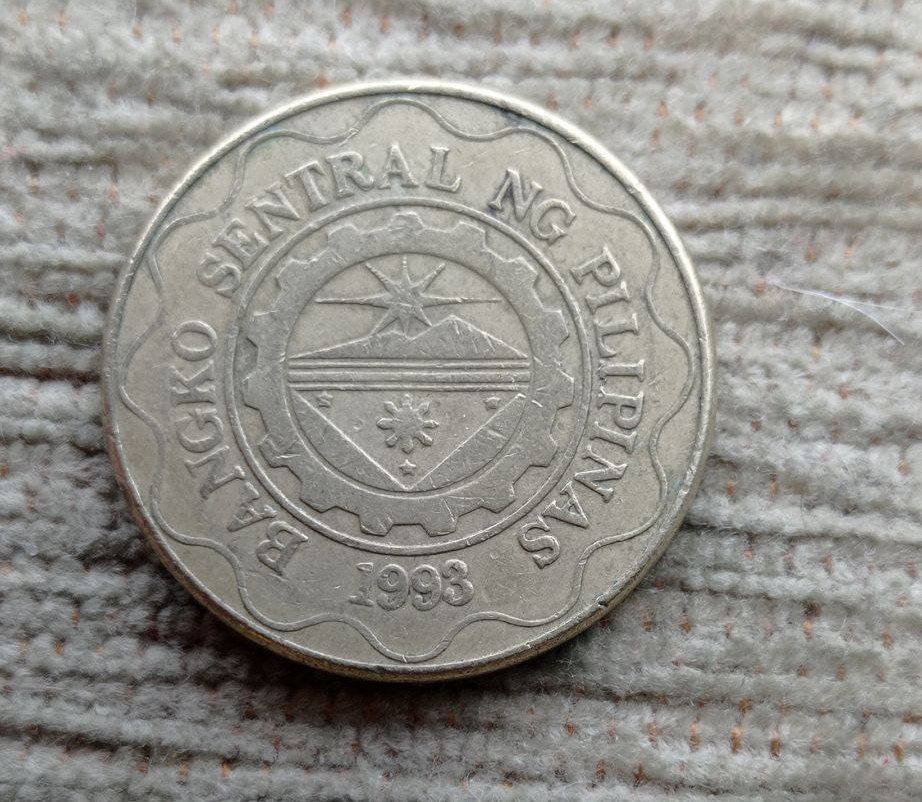 BANGKO SENTRAL NG PILIPINAS
1993